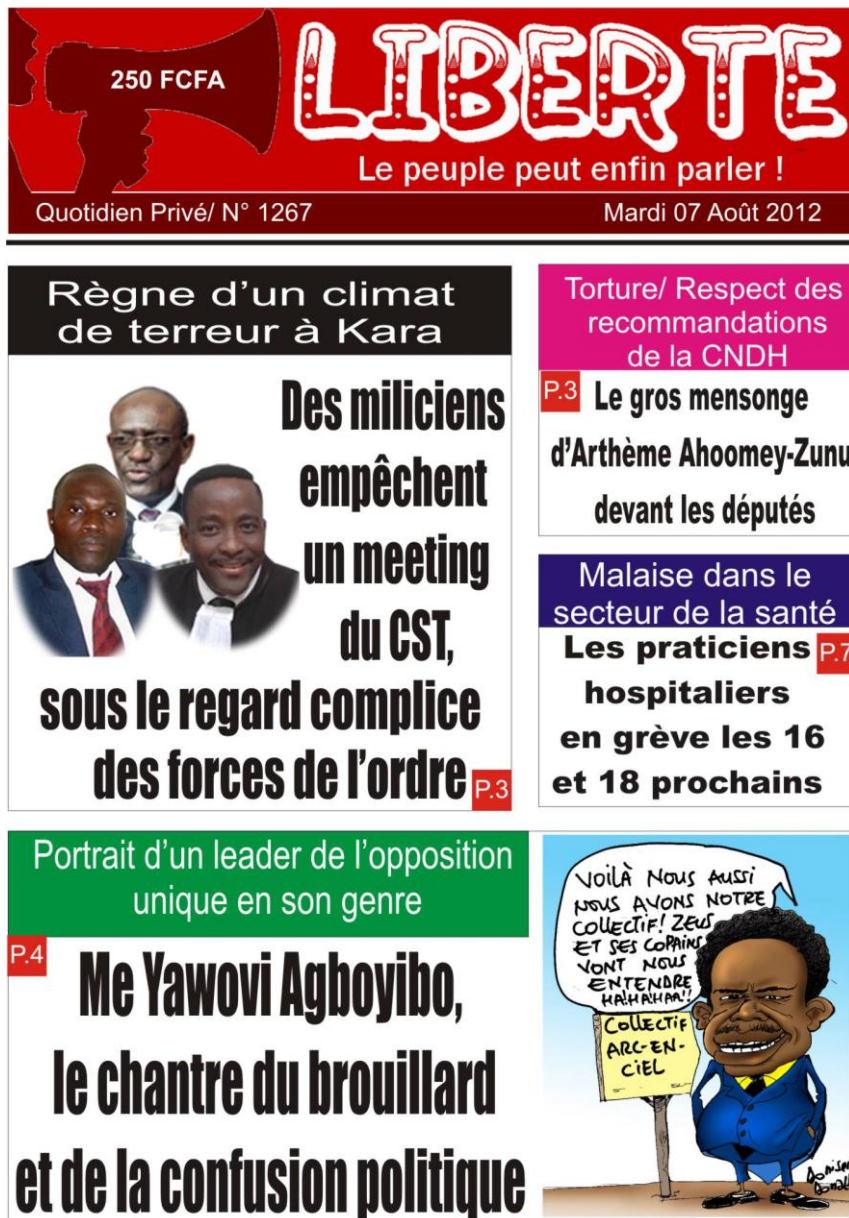 250 FCFA
LIBERTE
Le peuple peut enfin parler !
Quotidien Privé/ N° 1267
Mardi 07 Août 2012
Règne d'un climat
de terreur à Kara
Des miliciens
empêchent
un meeting
du CST,
sous le regard complice
des forces de l'ordre
P.3
Torture/ Respect des
recommandations
de la CNDH
P.3
Le gros mensonge
d'Arthème Ahoomey-Zunu
devant les députés
Malaise dans le
secteur de la santé
Les praticiens
P.7
hospitaliers
en grève les 16
et 18 prochains
Portrait d'un leader de l'opposition
unique en son genre
P.4
Me Yawovi Agboyibo,
le chantre du brouillard
et de la confusion politique
VOILÀ NOUS AUSSI
NOUS AVONS NOTRE
COLLECTIF! ZEUS
ET SES COPAINS
VONT NOUS
ENTENDRE
HA!HA!HAA!!
COLLECTIF
ARC-EN-
CIEL